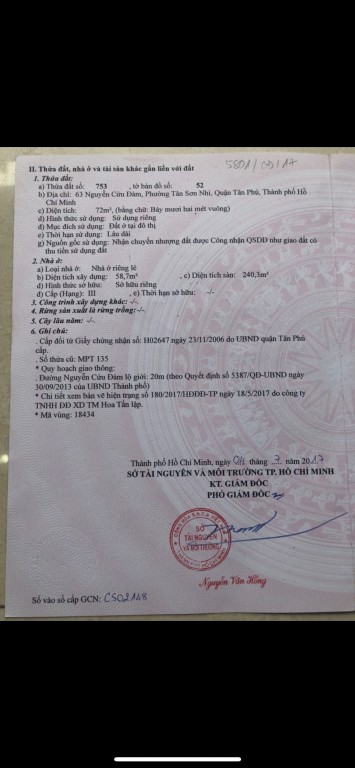 5801/CĐ/17
II. Thửa đất, nhà ở và tài sản khác gắn liền với đất
1. Thửa đất:
a) Thửa đất số: 753 , tờ bản đồ số: 52
b) Địa chỉ: 63 Nguyễn Cửu Đàm, Phường Tân Sơn Nhì, Quận Tân Phú, Thành phố Hồ
Chí Minh
c) Diện tích: 72m², (bằng chữ: Bảy mươi hai mét vuông)
d) Hình thức sử dụng: Sử dụng riêng
đ) Mục đích sử dụng: Đất ở tại đô thị
e) Thời hạn sử dụng: Lâu dài
g) Nguồn gốc sử dụng: Nhận chuyển nhượng đất được Công nhận QSDĐ như giao đất có
thu tiền sử dụng đất
2. Nhà ở:
a) Loại nhà ở: Nhà ở riêng lẻ
b) Diện tích xây dựng: 58,7m² , c) Diện tích sàn: 240,3m²
d) Hình thức sở hữu: Sở hữu riêng
đ) Cấp (Hạng): III , e) Thời hạn sở hữu: -/-
3. Công trình xây dựng khác: -/-
4. Rừng sản xuất là rừng trồng:-/-
5. Cây lâu năm: -/-
6. Ghi chú:
. Cấp đổi từ Giấy chứng nhận số: H02647 ngày 23/11/2006 do UBND quận Tân Phú
cấp.
. Số thửa cũ: MPT 135
* Quy hoạch giao thông:
. Đường Nguyễn Cửu Đàm lộ giới: 20m (theo Quyết định số 5387/QĐ-UBND ngày
30/09/2013 của UBND Thành phố)
* Chi tiết xem bản vẽ hiện trạng số 180/2017/HĐDĐ-TP ngày 18/5/2017 do công ty
TNHH ĐĐ XD TM Hoa Tấn lập.
* Mã vùng: 18434
Thành phố Hồ Chí Minh, ngày tháng 7 năm 2017
SỞ TÀI NGUYÊN VÀ MÔI TRƯỜNG TP. HỒ CHÍ MINH
KT. GIÁM ĐỐC
PHÓ GIÁM ĐỐC
SỞ
TÀI NGUYÊN
VÀ MÔI TRƯỜNG
Nguyễn Văn Hồng
Số vào sổ cấp GCN: CS02148